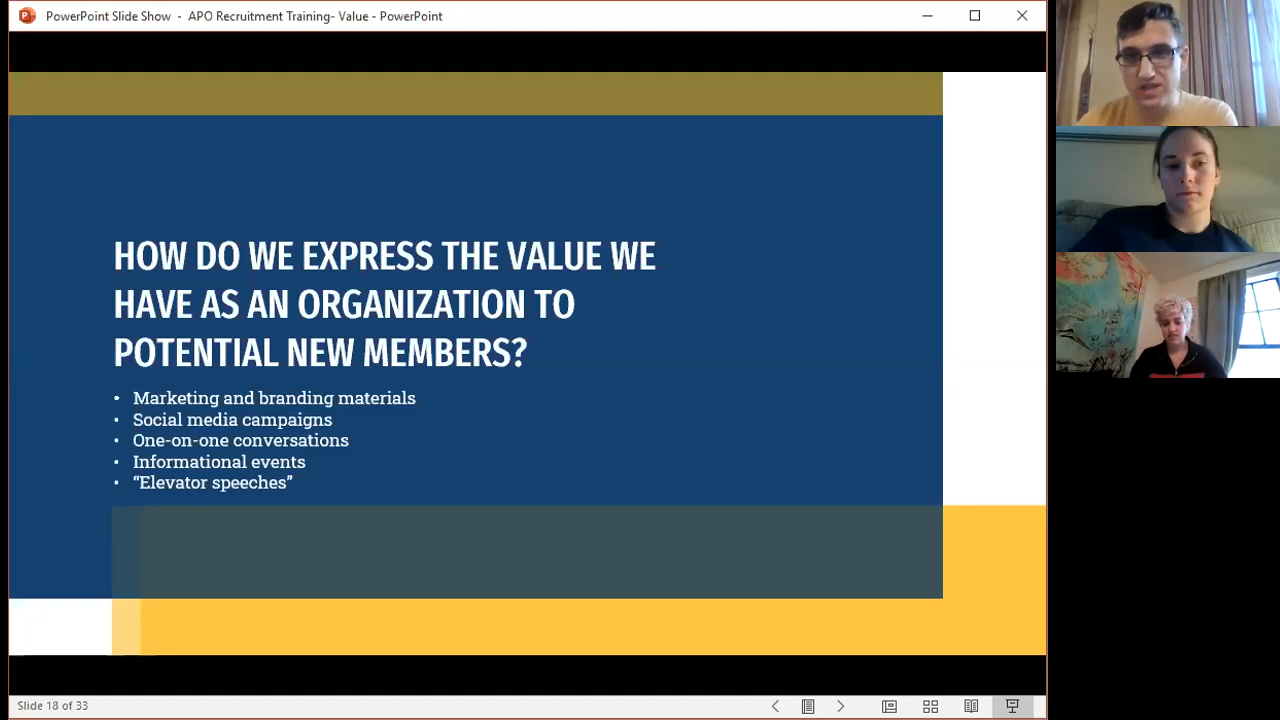 PowerPoint Slide Show - APO Recruitment Training- Value - PowerPoint
HOW DO WE EXPRESS THE VALUE WE
HAVE AS AN ORGANIZATION TO
POTENTIAL NEW MEMBERS?
• Marketing and branding materials
• Social media campaigns
• One-on-one conversations
• Informational events
• “Elevator speeches”
Slide 18 of 33